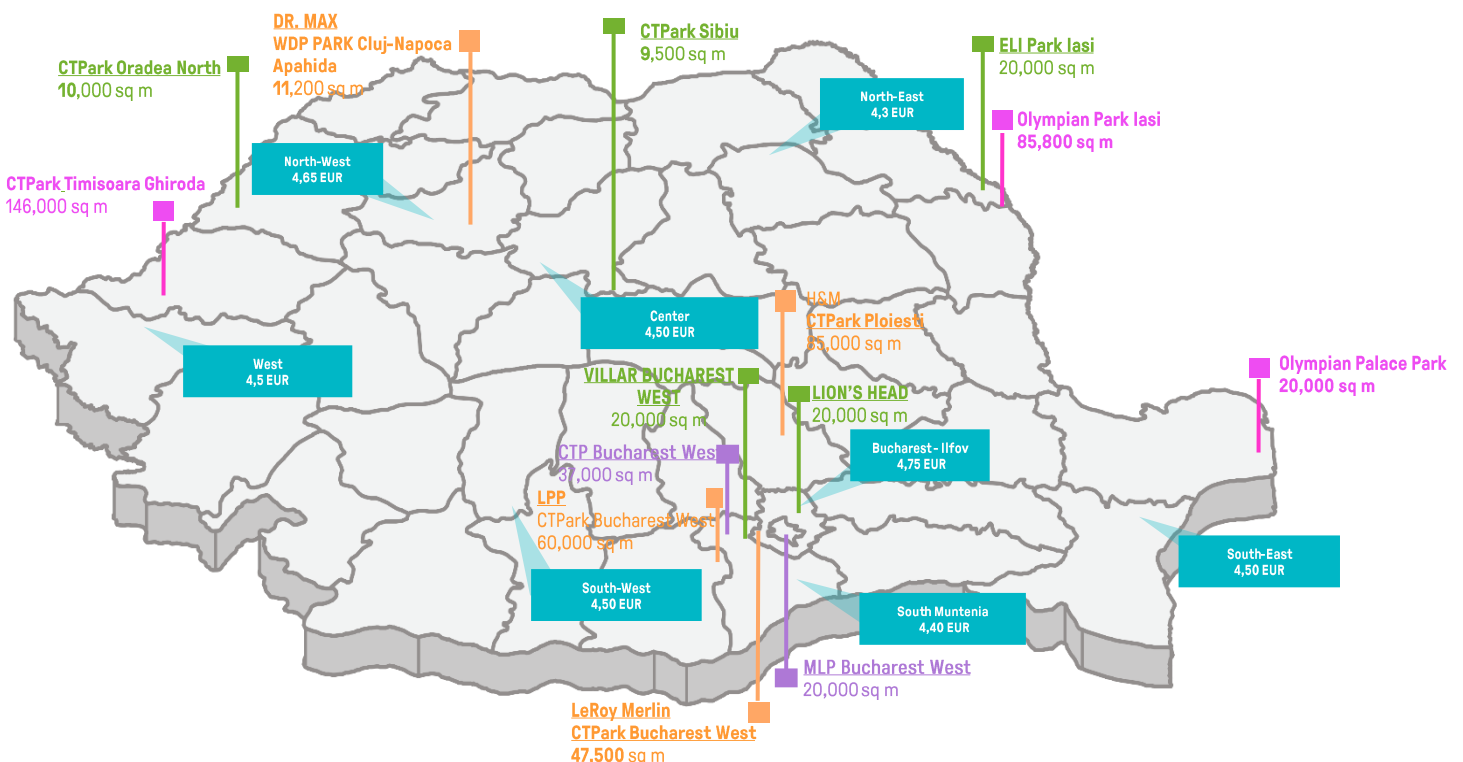 DR. MAX
WDP PARK Cluj-Napoca
Apahida
11,200 sq m
CTPark Sibiu
9,500 sq m
ELI Park Iasi
20,000 sq m
CTPark Oradea North
10,000 sq m
North-East
4,3 EUR
Olympian Park Iasi
85,800 sq m
North-West
4,65 EUR
CTPark Timisoara Ghiroda
146,000 sq m
H&M
CTPark Ploiesti
85,000 sq m
Center
4,50 EUR
West
4,5 EUR
Olympian Palace Park
20,000 sq m
VILLAR BUCHAREST
WEST
20,000 sq m
LION'S HEAD
20,000 sq m
Bucharest - Ilfov
4,75 EUR
CTP Bucharest West
37,000 sq m
LPP
CTPark Bucharest West
60,000 sq m
South-East
4,50 EUR
South-West
4,50 EUR
South Muntenia
4,40 EUR
MLP Bucharest West
20,000 sq m
LeRoy Merlin
CTPark Bucharest West
47,500 sq m